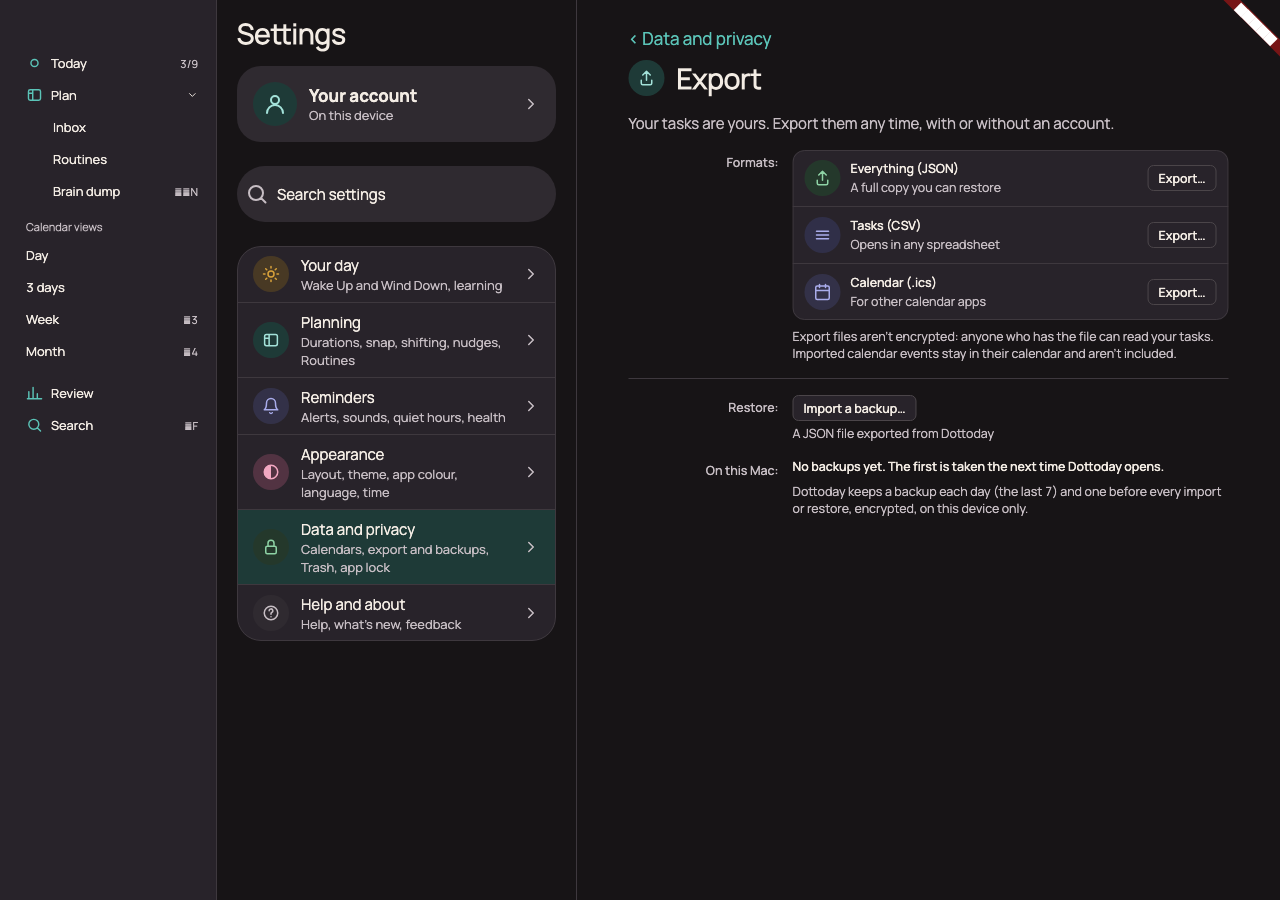 Today 3/9
Plan
Inbox
Routines
Brain dump N
Calendar views
Day
3 days
Week 3
Month 4
Review
Search F
Settings
Your account
On this device
Search settings
Your day
Wake Up and Wind Down, learning
Planning
Durations, snap, shifting, nudges,
Routines
Reminders
Alerts, sounds, quiet hours, health
Appearance
Layout, theme, app colour,
language, time
Data and privacy
Calendars, export and backups,
Trash, app lock
Help and about
Help, what's new, feedback
‹ Data and privacy
Export
Your tasks are yours. Export them any time, with or without an account.
Formats:
Everything (JSON)
A full copy you can restore
Export...
Tasks (CSV)
Opens in any spreadsheet
Export...
Calendar (.ics)
For other calendar apps
Export...
Export files aren't encrypted: anyone who has the file can read your tasks.
Imported calendar events stay in their calendar and aren't included.
Restore:
Import a backup...
A JSON file exported from Dottoday
On this Mac:
No backups yet. The first is taken the next time Dottoday opens.
Dottoday keeps a backup each day (the last 7) and one before every import
or restore, encrypted, on this device only.